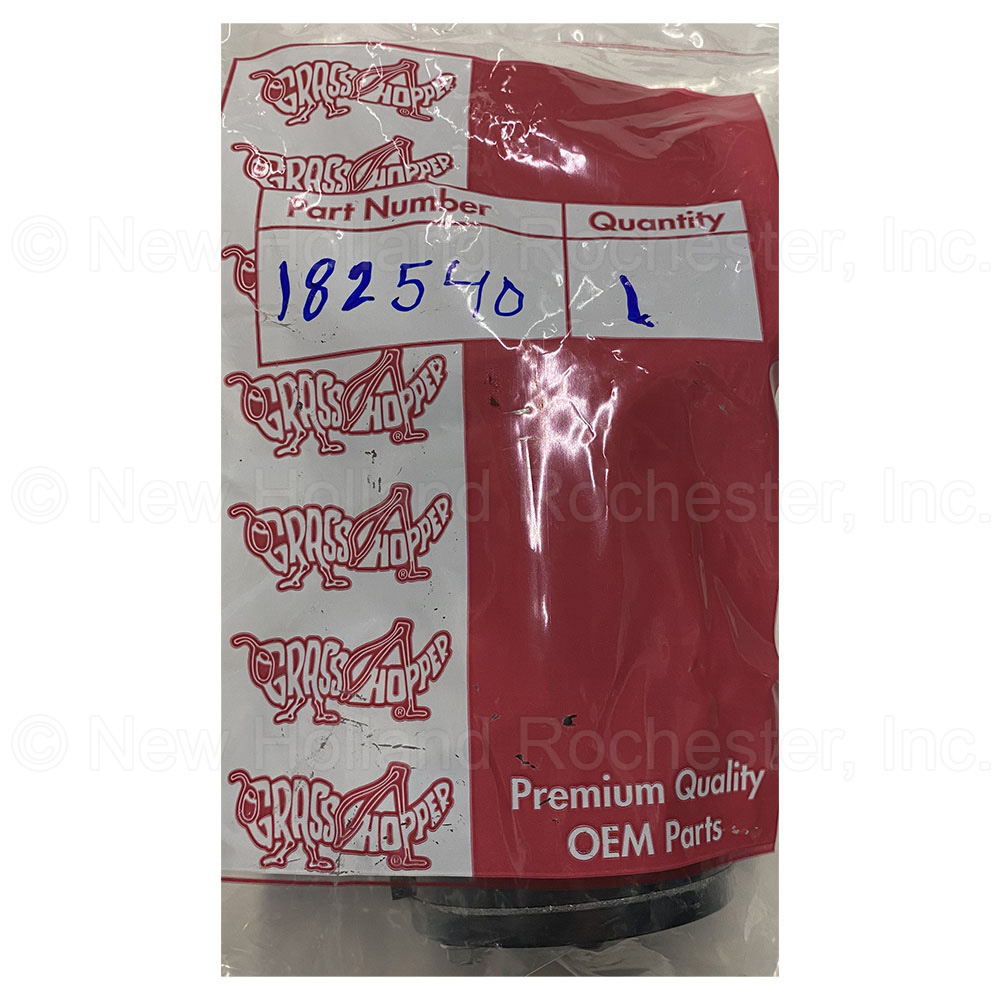 GRASSHOPPER
GRASSHOPPER
Part Number Quantity
© New Holland Rochester, Inc.
182540 1
GRASSHOPPER®
© New Holland Rochester, Inc.
GRASSHOPPER®
GRASSHOPPER®
© New Holland Rochester, Inc.
Premium Quality
GRASSHOPPER®
OEM Parts